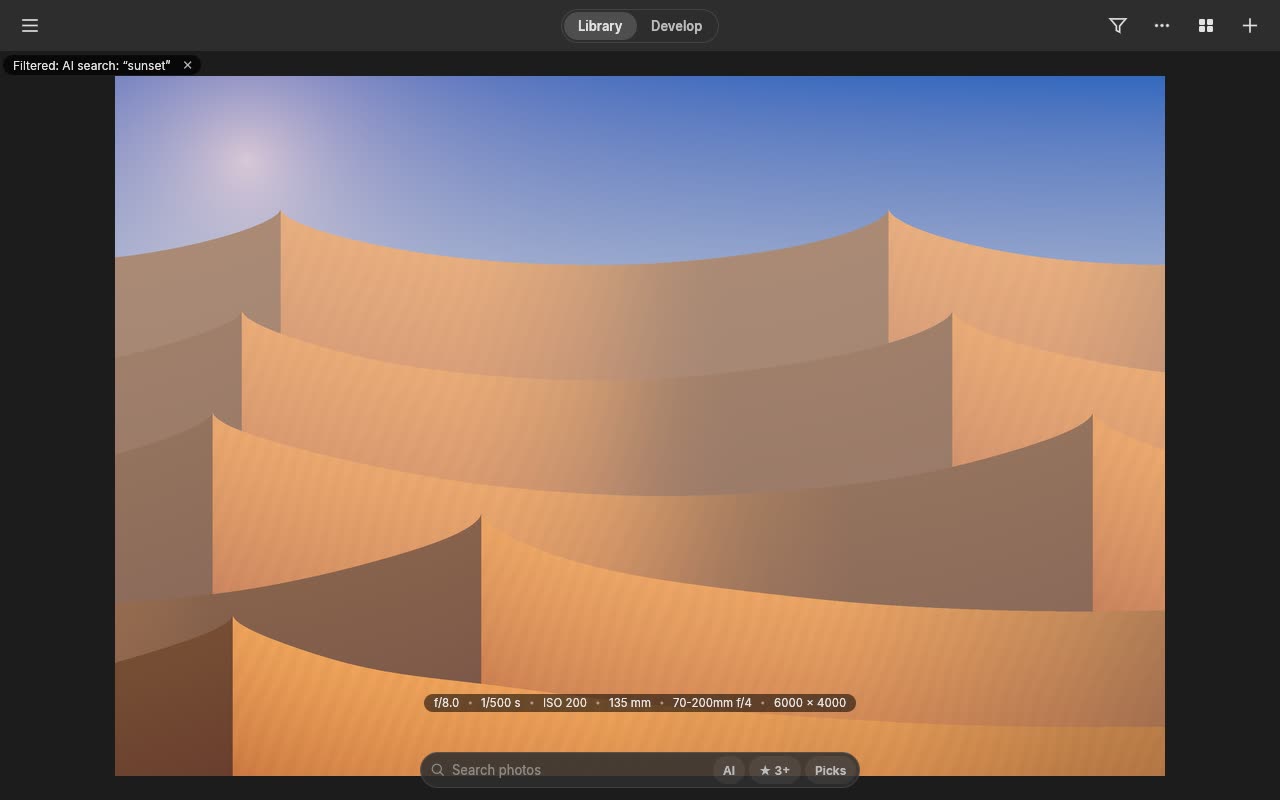 Library Develop
Filtered: AI search: “sunset” ✕
f/8.0 • 1/500 s • ISO 200 • 135 mm • 70-200mm f/4 • 6000 × 4000
Search photos AI ★ 3+ Picks